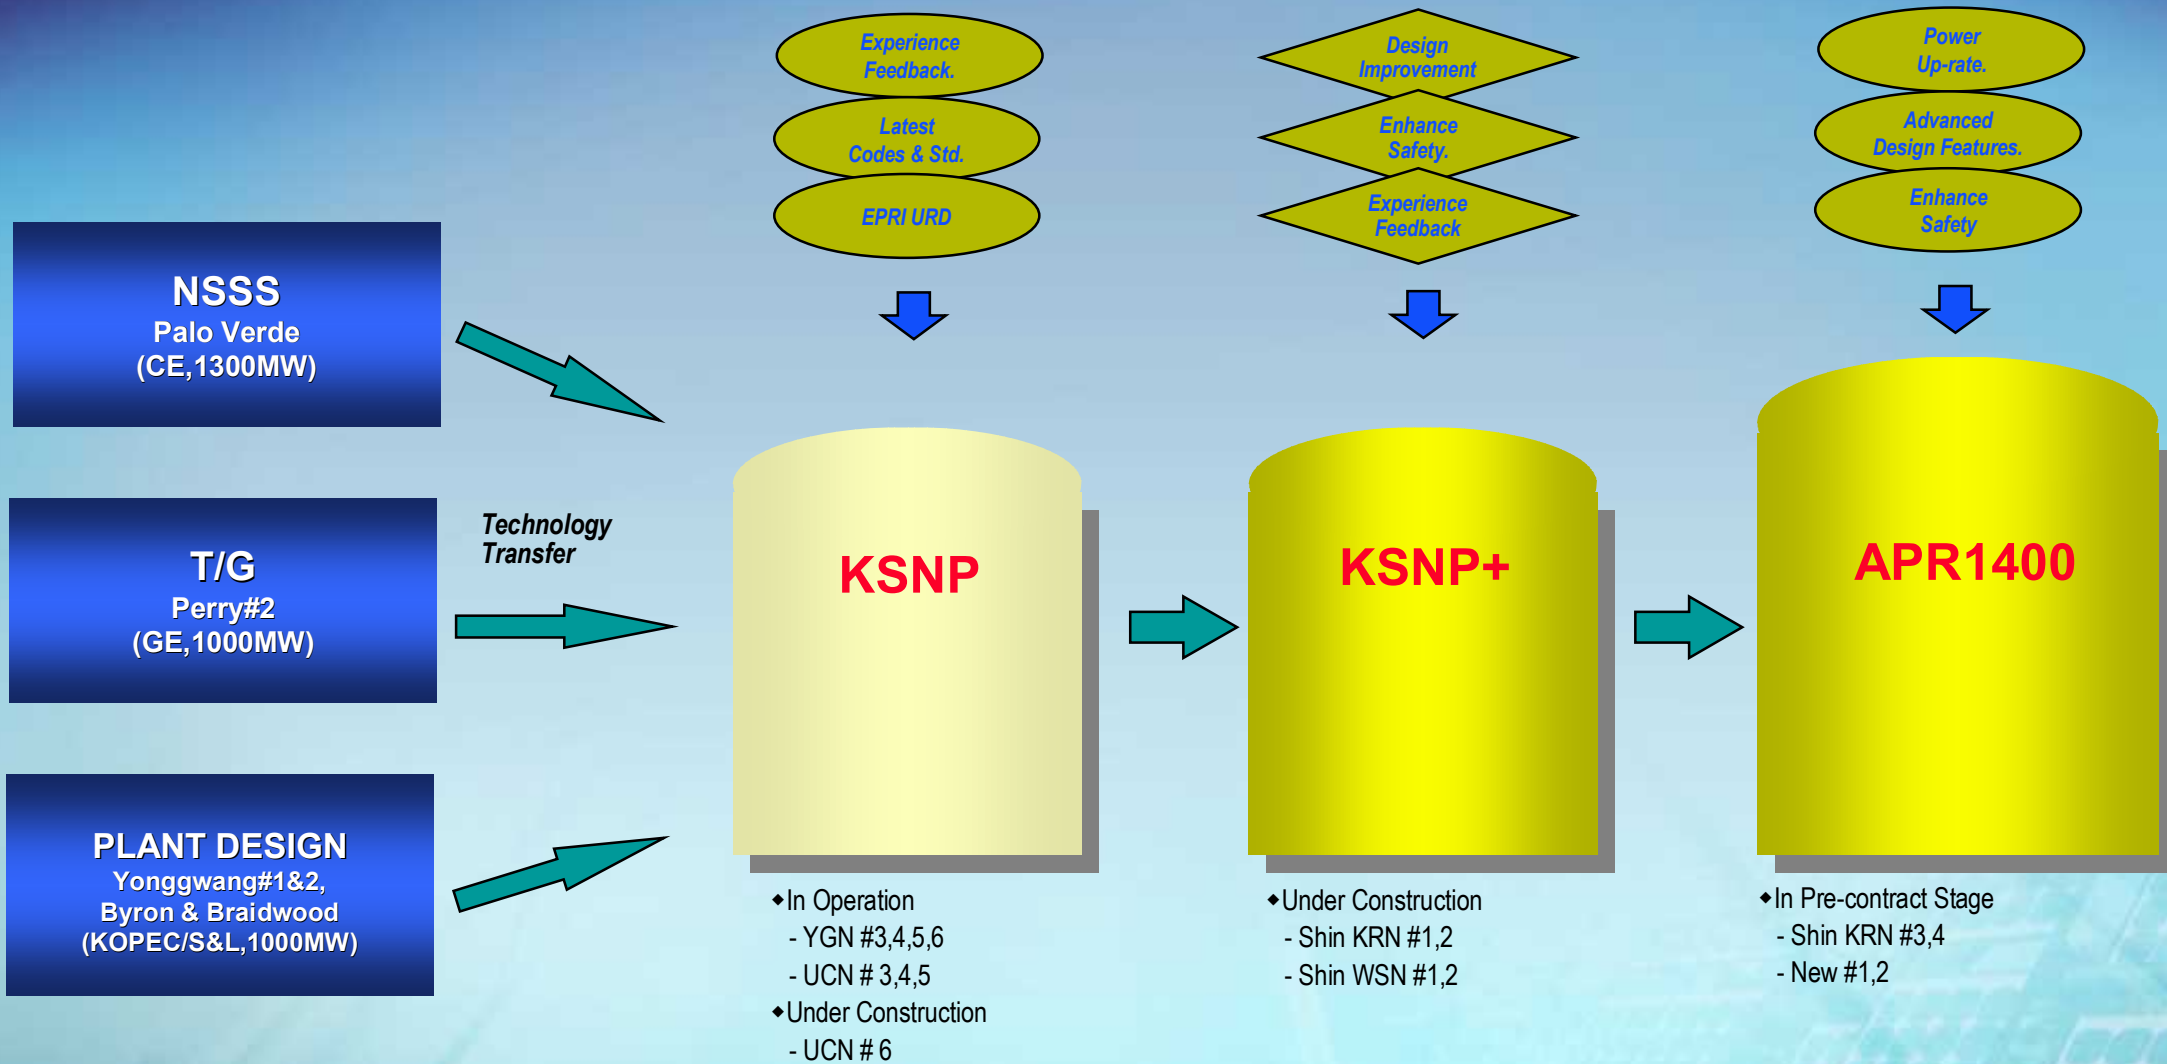 Experience
Feedback.
Latest
Codes & Std.
EPRI URD
Design
Improvement
Enhance
Safety.
Experience
Feedback
Power
Up-rate.
Advanced
Design Features.
Enhance
Safety
NSSS
Palo Verde
(CE,1300MW)
T/G
Perry#2
(GE,1000MW)
PLANT DESIGN
Yonggwang#1&2,
Byron & Braidwood
(KOPEC/S&L,1000MW)
Technology
Transfer
KSNP
KSNP+
APR1400
◆In Operation
- YGN #3,4,5,6
- UCN # 3,4,5
◆Under Construction
- UCN # 6
◆Under Construction
- Shin KRN #1,2
- Shin WSN #1,2
◆In Pre-contract Stage
- Shin KRN #3,4
- New #1,2